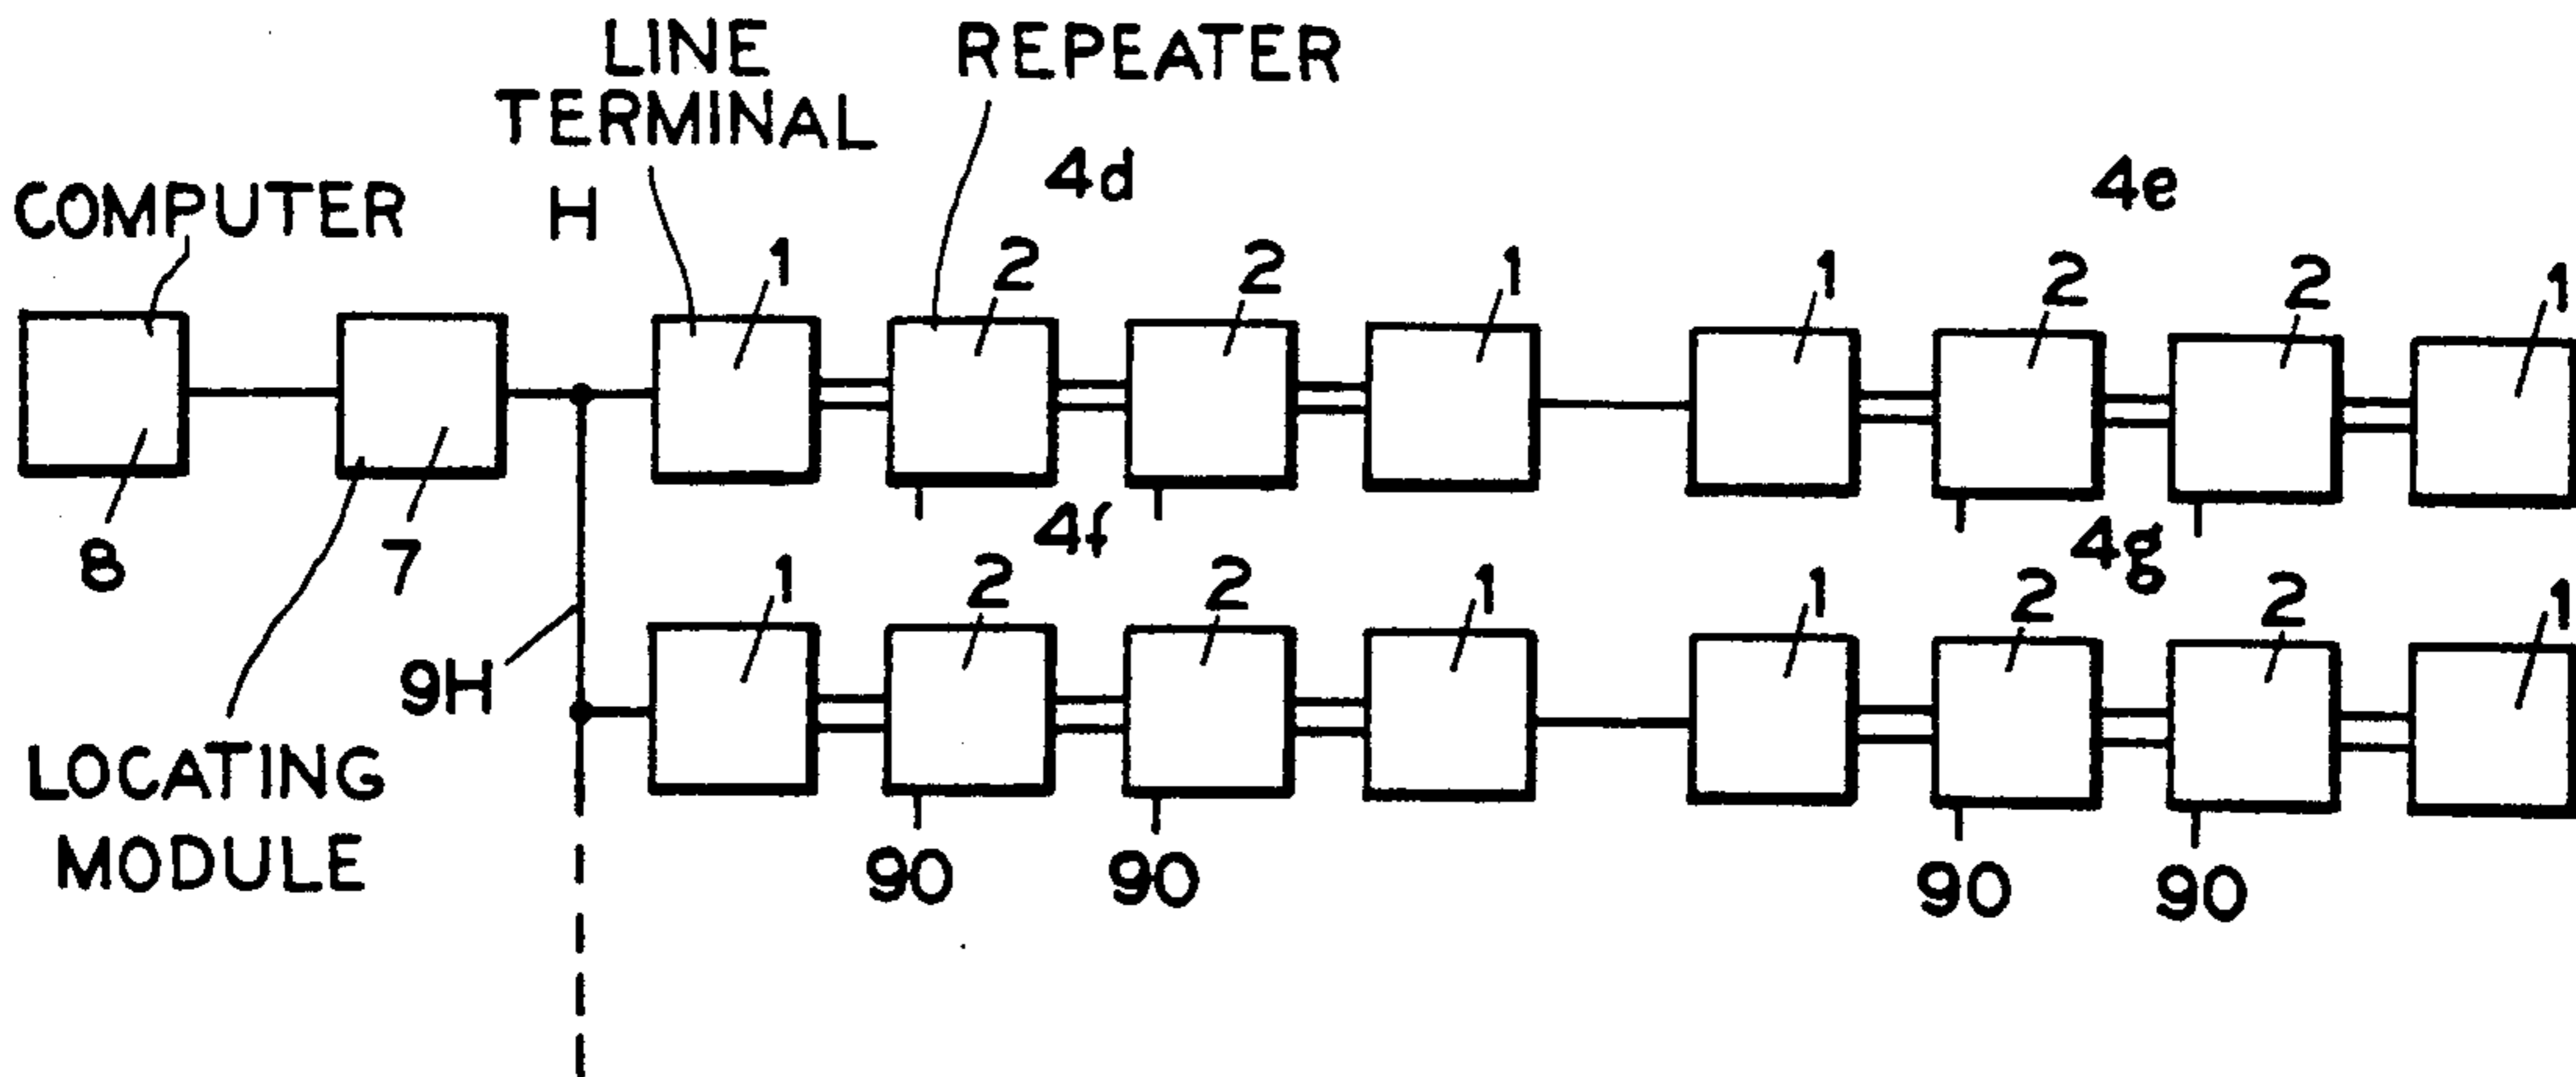 LINE
TERMINAL
REPEATER
COMPUTER
H
4d
4e
1 2 2 1 1 2 2 1
8
7
4f
4g
1 2 2 1 1 2 2 1
9H
LOCATING
MODULE
90 90 90 90